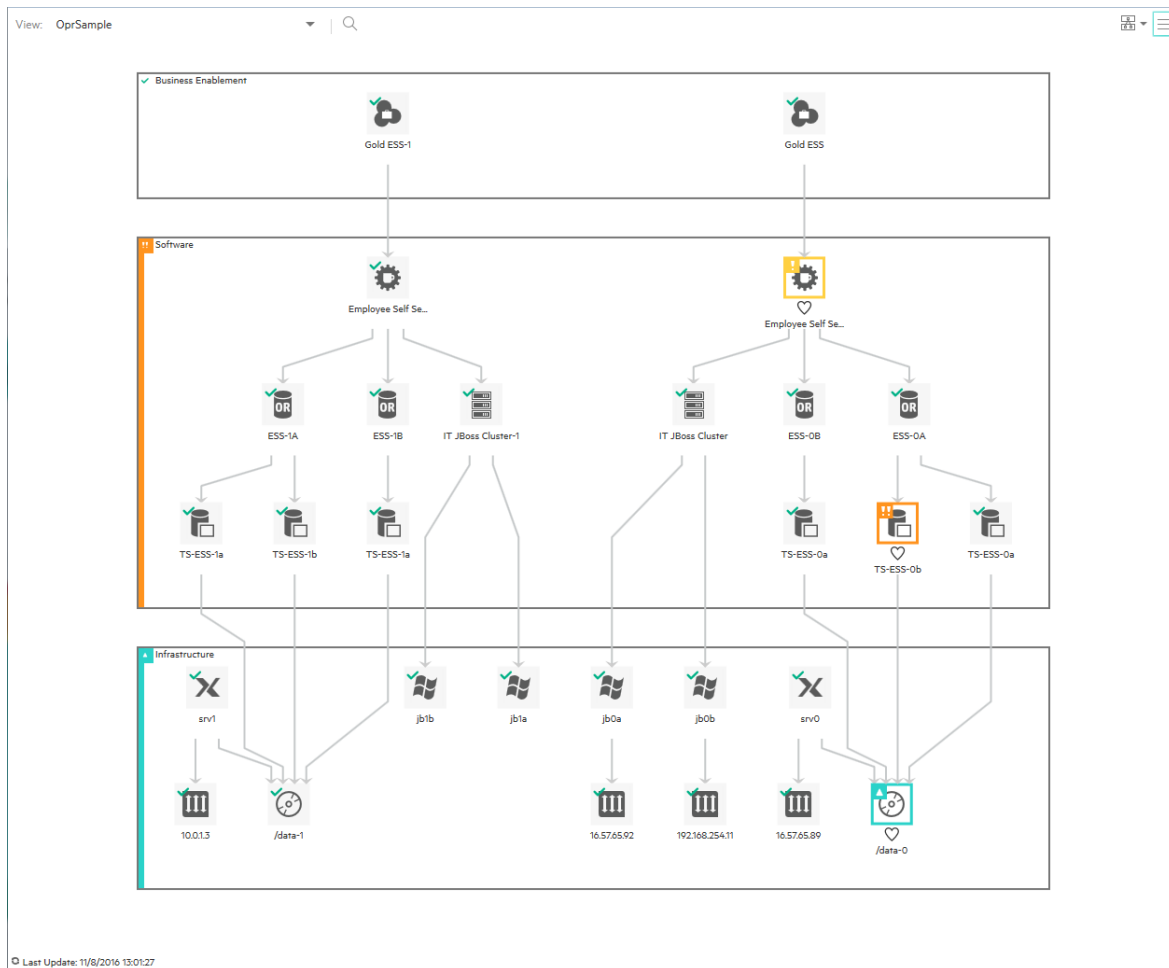 View: OprSample
Business Enablement
Gold ESS-1
Gold ESS
!! Software
!
Employee Self Se...
Employee Self Se...
OR
OR
OR
OR
ESS-1A
ESS-1B
IT JBoss Cluster-1
IT JBoss Cluster
ESS-0B
ESS-0A
!!
TS-ESS-1a
TS-ESS-1b
TS-ESS-1a
TS-ESS-0a
TS-ESS-0b
TS-ESS-0a
Infrastructure
srv1
jb1b
jb1a
jb0a
jb0b
srv0
10.0.1.3
/data-1
16.57.65.92
192.168.254.11
16.57.65.89
/data-0
Last Update: 11/8/2016 13:01:27